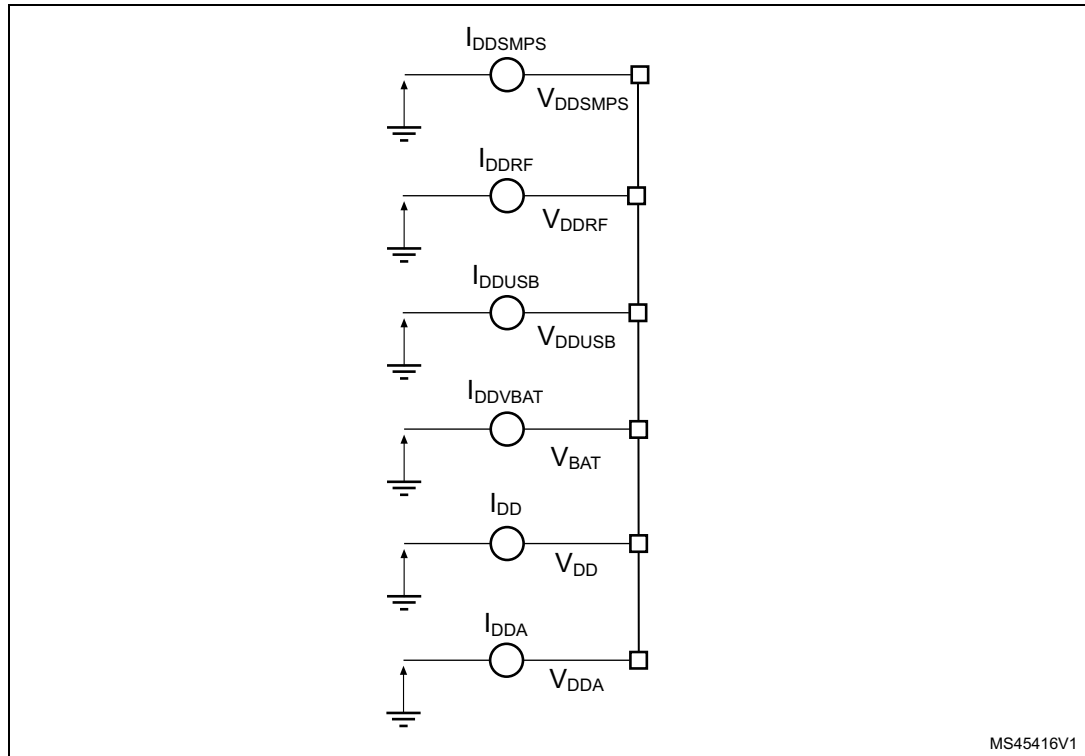 IDDSMPS
VDDSMPS
IDDRF
VDDRF
IDDUSB
VDDUSB
IDDVBAT
VBAT
IDD
VDD
IDDA
VDDA
MS45416V1